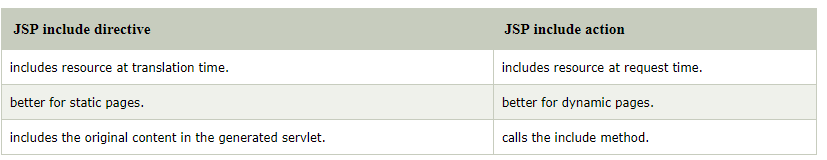 JSP include directive JSP include action
includes resource at translation time. includes resource at request time.
better for static pages. better for dynamic pages.
includes the original content in the generated servlet. calls the include method.